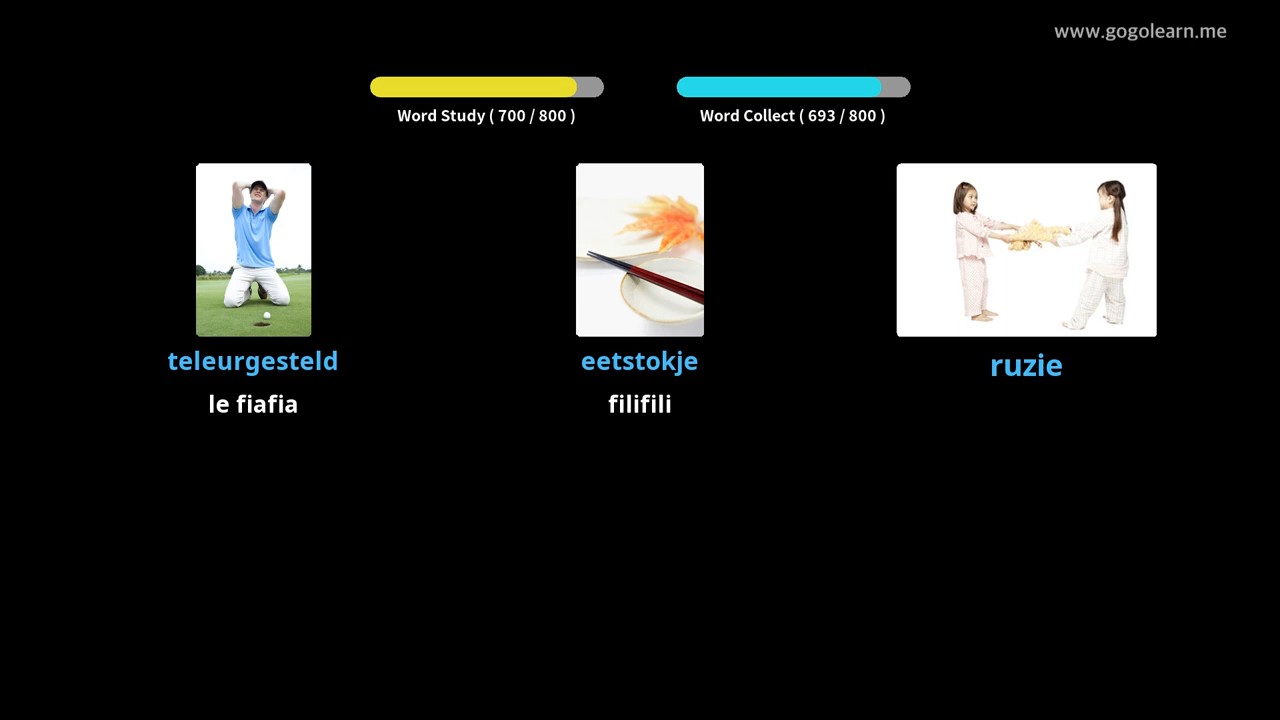 www.gogolearn.me
Word Study ( 700 / 800 )
Word Collect ( 693 / 800 )
teleurgesteld
le fiafia
eetstokje
filifili
ruzie